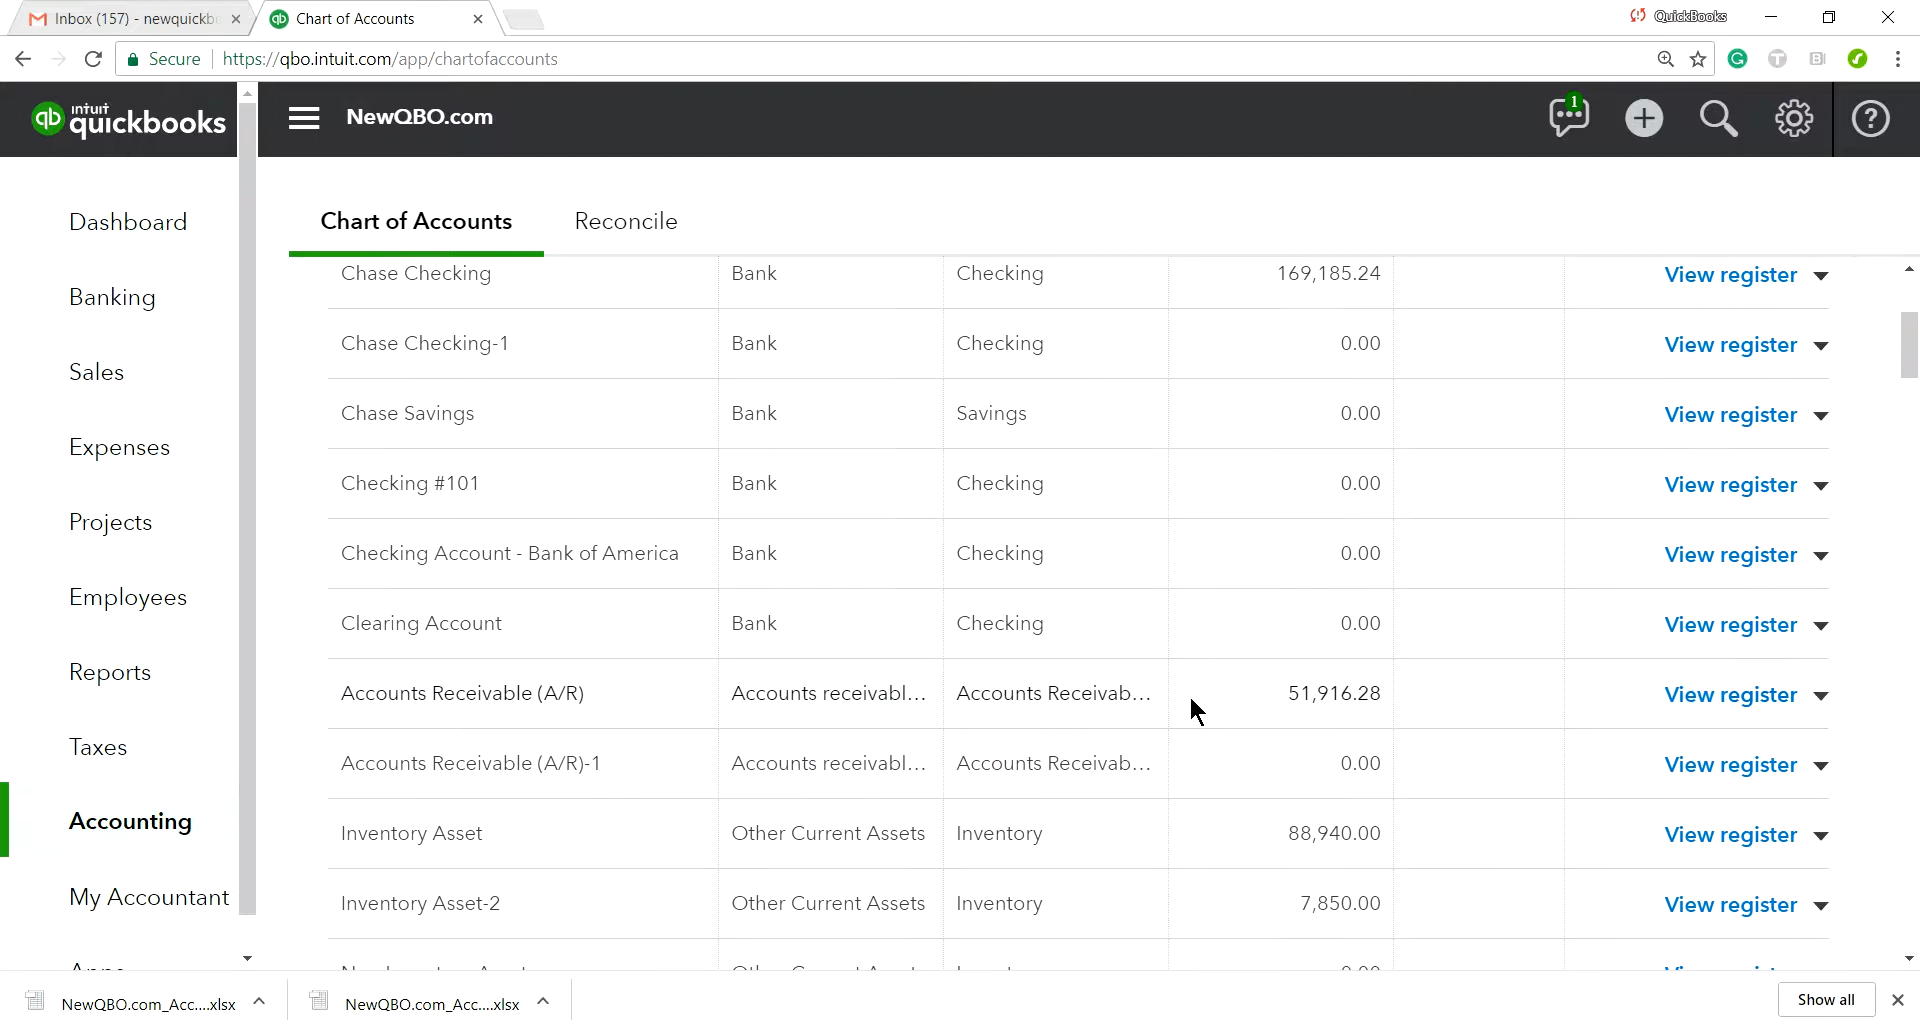 Inbox (157) - newquickb
Chart of Accounts
QuickBooks
Secure
https://qbo.intuit.com/app/chartofaccounts
qb intuit quickbooks
NewQBO.com
1
Dashboard
Banking
Sales
Expenses
Projects
Employees
Reports
Taxes
Accounting
My Accountant
Chart of Accounts
Reconcile
Chase Checking Bank Checking 169,185.24 View register
Chase Checking-1 Bank Checking 0.00 View register
Chase Savings Bank Savings 0.00 View register
Checking #101 Bank Checking 0.00 View register
Checking Account - Bank of America Bank Checking 0.00 View register
Clearing Account Bank Checking 0.00 View register
Accounts Receivable (A/R) Accounts receivabl... Accounts Receivab... 51,916.28 View register
Accounts Receivable (A/R)-1 Accounts receivabl... Accounts Receivab... 0.00 View register
Inventory Asset Other Current Assets Inventory 88,940.00 View register
Inventory Asset-2 Other Current Assets Inventory 7,850.00 View register
NewQBO.com_Acc....xlsx
NewQBO.com_Acc....xlsx
Show all